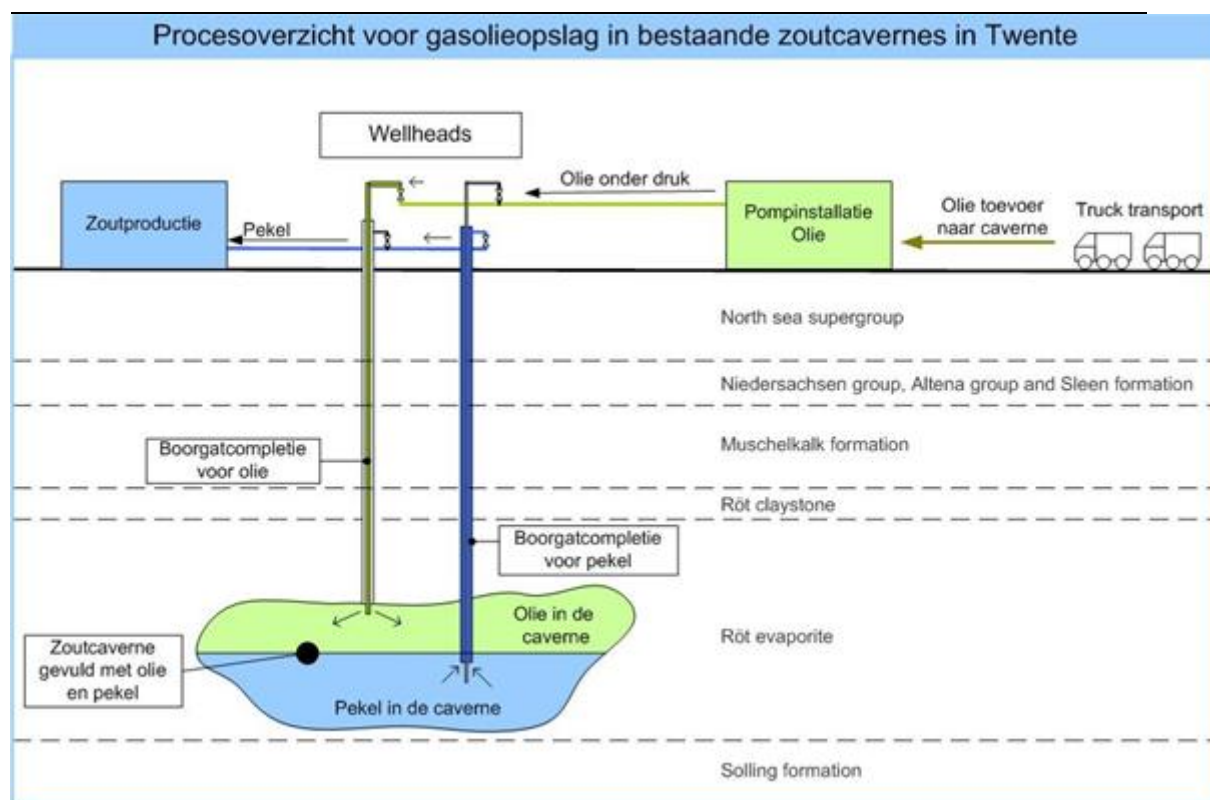 Procesoverzicht voor gasolieopslag in bestaande zoutcavernes in Twente
Wellheads
Zoutproductie
Pekel
Olie onder druk
Pompinstallatie
Olie
Olie toevoer
naar caverne
Truck transport
North sea supergroup
Niedersachsen group, Altena group and Sleen formation
Boorgatcompletie
voor olie
Muschelkalk formation
Röt claystone
Boorgatcompletie
voor pekel
Olie in de
caverne
Zoutcaverne
gevuld met olie
en pekel
Röt evaporite
Pekel in de caverne
Solling formation